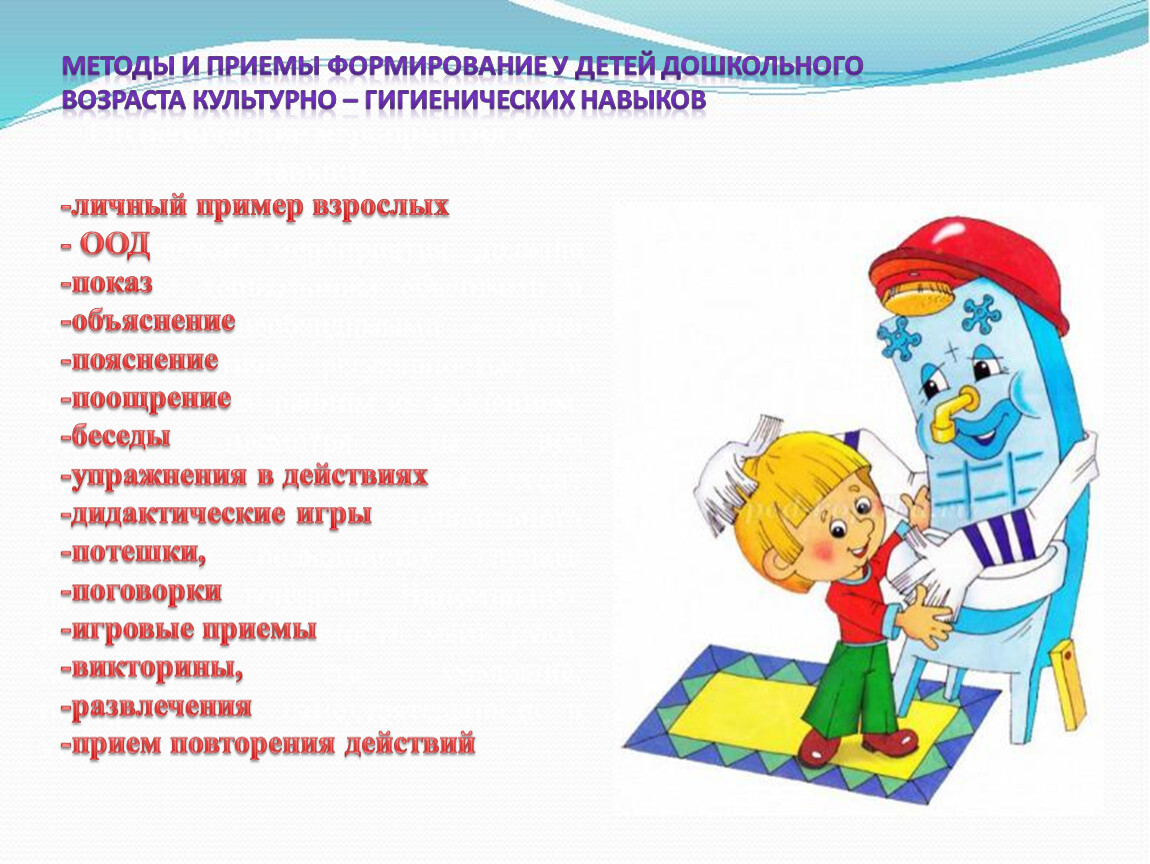 МЕТОДЫ И ПРИЕМЫ ФОРМИРОВАНИЕ У ДЕТЕЙ ДОШКОЛЬНОГО
ВОЗРАСТА КУЛЬТУРНО – ГИГИЕНИЧЕСКИХ НАВЫКОВ
-личный пример взрослых
- ООД
-показ
-объяснение
-пояснение
-поощрение
-беседы
-упражнения в действиях
-дидактические игры
-потешки,
-поговорки
-игровые приемы
-викторины,
-развлечения
-прием повторения действий